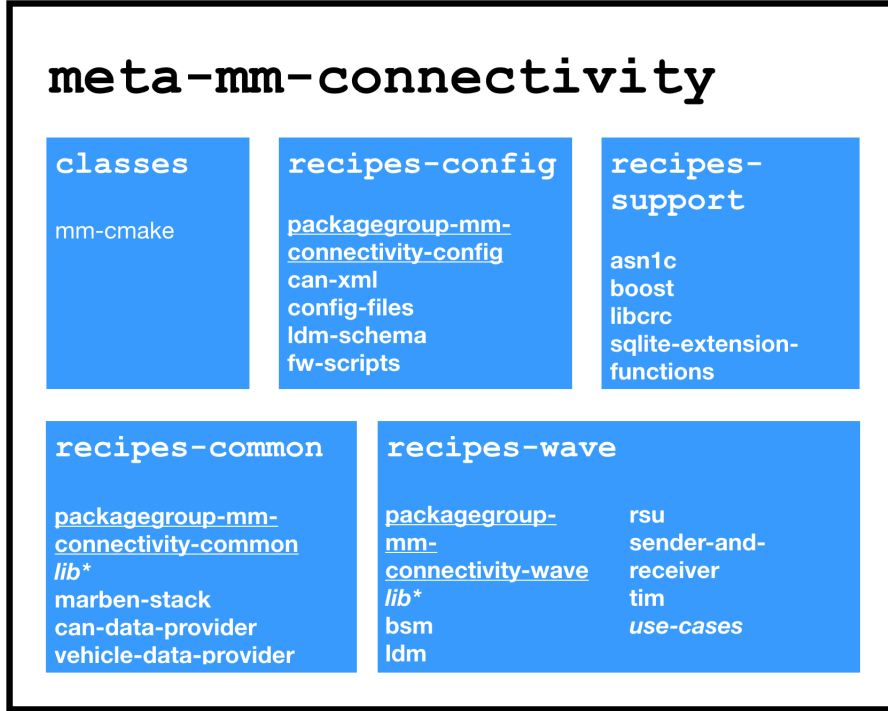 meta-mm-connectivity
classes
mm-cmake
recipes-config
packagegroup-mm-
connectivity-config
can-xml
config-files
ldm-schema
fw-scripts
recipes-
support
asn1c
boost
libcrc
sqlite-extension-
functions
recipes-common
packagegroup-mm-
connectivity-common
lib*
marben-stack
can-data-provider
vehicle-data-provider
recipes-wave
packagegroup-
mm-
connectivity-wave
lib*
bsm
ldm
rsu
sender-and-
receiver
tim
use-cases